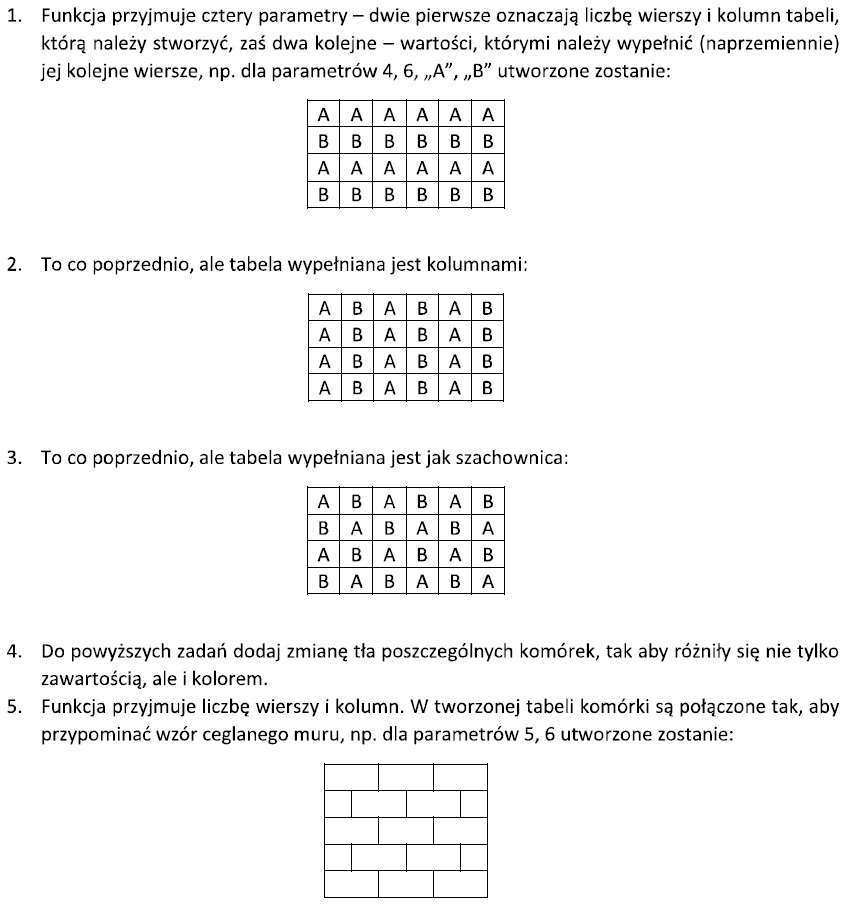 1. Funkcja przyjmuje cztery parametry – dwie pierwsze oznaczają liczbę wierszy i kolumn tabeli,
którą należy stworzyć, zaś dwa kolejne – wartości, którymi należy wypełnić (naprzemiennie)
jej kolejne wiersze, np. dla parametrów 4, 6, „A”, „B” utworzone zostanie:
A A A A A A
B B B B B B
A A A A A A
B B B B B B
2. To co poprzednio, ale tabela wypełniana jest kolumnami:
A B A B A B
A B A B A B
A B A B A B
A B A B A B
3. To co poprzednio, ale tabela wypełniana jest jak szachownica:
A B A B A B
B A B A B A
A B A B A B
B A B A B A
4. Do powyższych zadań dodaj zmianę tła poszczególnych komórek, tak aby różniły się nie tylko
zawartością, ale i kolorem.
5. Funkcja przyjmuje liczbę wierszy i kolumn. W tworzonej tabeli komórki są połączone tak, aby
przypominać wzór ceglanego muru, np. dla parametrów 5, 6 utworzone zostanie: